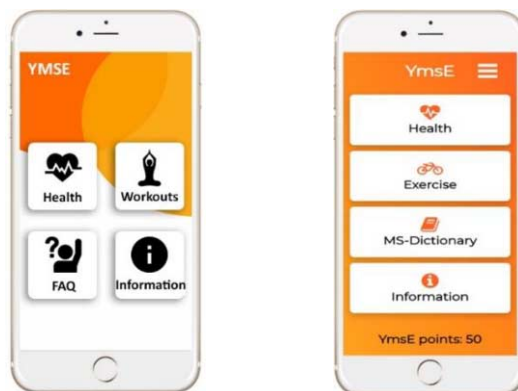 YMSE
Health
Workouts
?
FAQ
i
Information
YmsE
Health
Exercise
MS-Dictionary
i
Information
YmsE points: 50